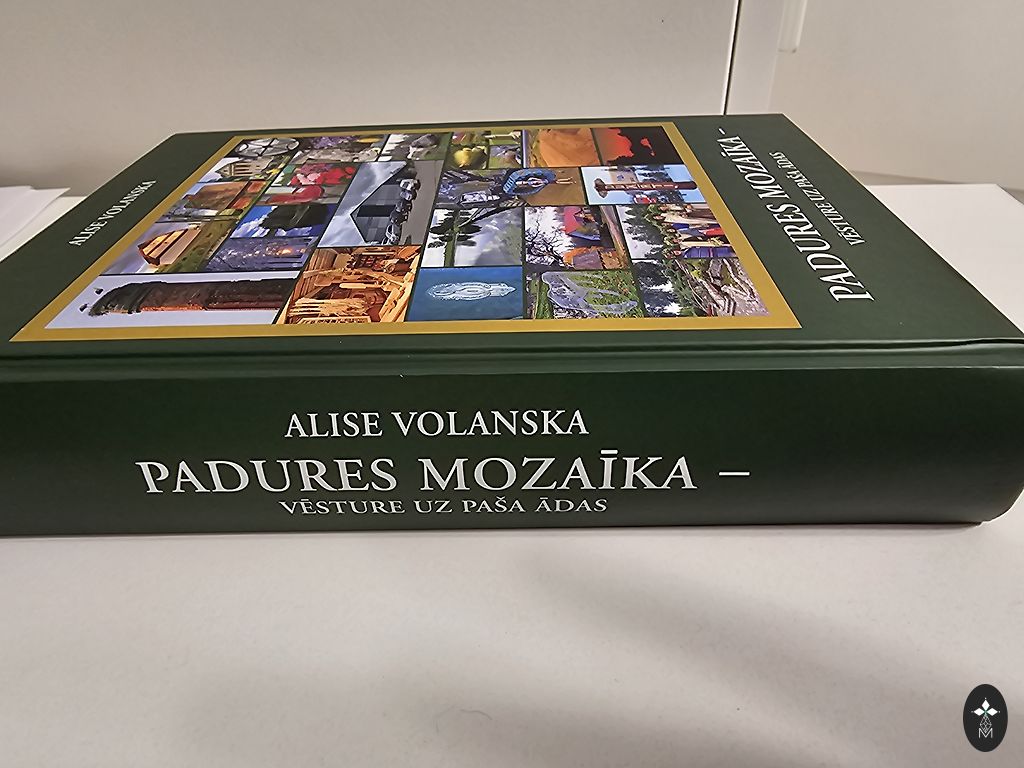 ALISE VOLANSKA
PADURES MOZAĪKA –
VĒSTURE UZ PAŠA ĀDAS
ALISE VOLANSKA
PADURES MOZAĪKA –
VĒSTURE UZ PAŠA ĀDAS
M